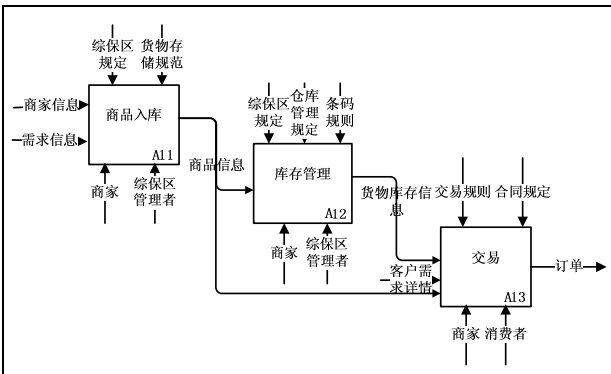 综保区
规定
货物存
储规范
商家信息
需求信息
商品入库
A11
商家
综保区
管理者
商品信息
综保区
规定
仓库
管理
规定
条码
规则
库存管理
A12
商家
综保区
管理者
货物库存信
息
交易规则
合同规定
客户需
求详情
交易
A13
订单
商家
消费者